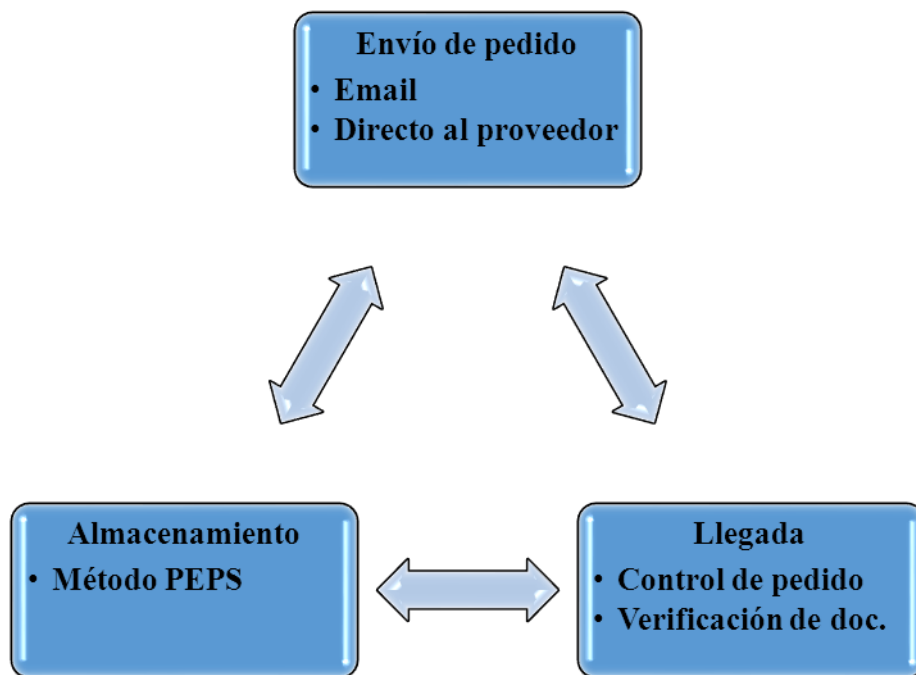 Envío de pedido
• Email
• Directo al proveedor
Almacenamiento
• Método PEPS
Llegada
• Control de pedido
• Verificación de doc.